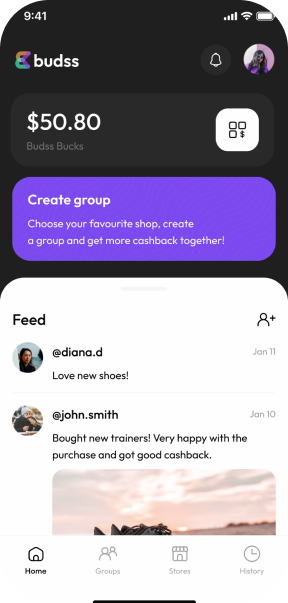 9:41
budss
$50.80
Budss Bucks
$
Create group
Choose your favourite shop, create
a group and get more cashback together!
Feed
@diana.d
Jan 11
Love new shoes!
@john.smith
Jan 10
Bought new trainers! Very happy with the
purchase and got good cashback.
Home
Groups
Stores
History